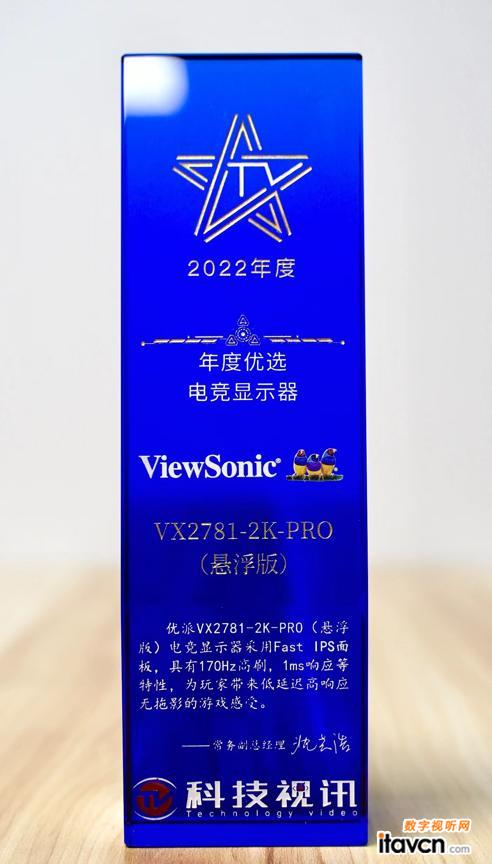 TV
2022年度
年度优选
电竞显示器
ViewSonic®
VX2781-2K-PRO
（悬浮版）
优派VX2781-2K-PRO（悬浮
版）电竞显示器采用Fast IPS面
板，具有170Hz高刷，1ms响应等
特性，为玩家带来低延迟高响应
无拖影的游戏感受。
——常务副总经理
TV 科技视讯
Technology video
数字视听网
itavcn.com